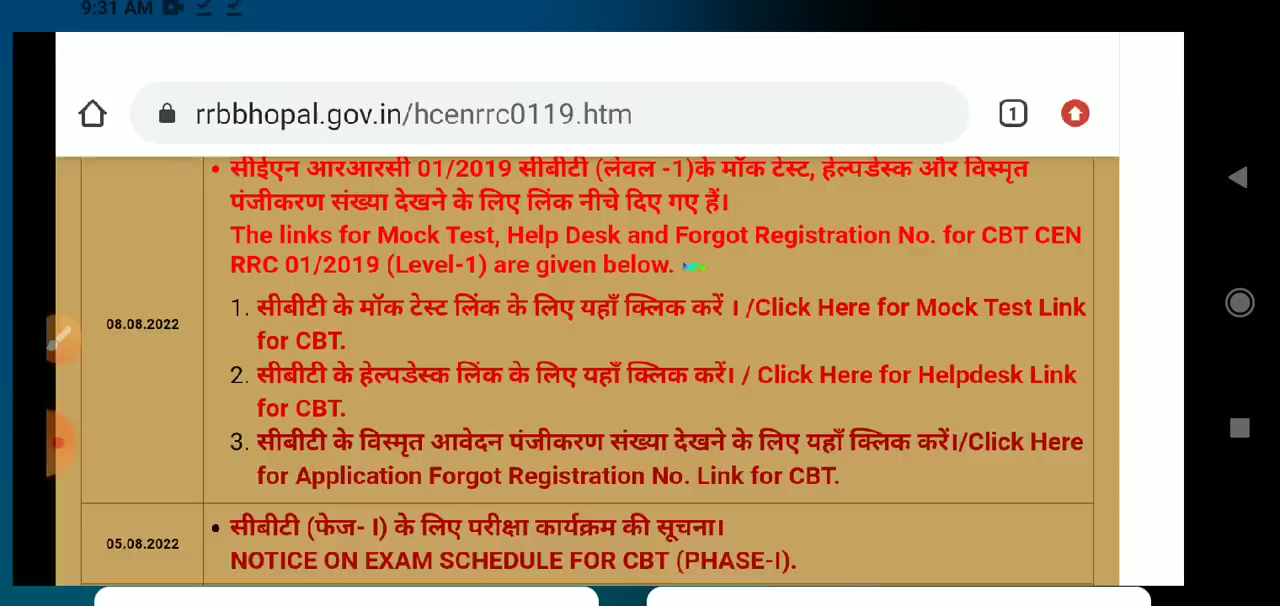 9:31 AM
rrbbhopal.gov.in/hcenrrc0119.htm
1
• सीईएन आरआरसी 01/2019 सीबीटी (लेवल -1)के मॉक टेस्ट, हेल्पडेस्क और विस्मृत
पंजीकरण संख्या देखने के लिए लिंक नीचे दिए गए हैं।
The links for Mock Test, Help Desk and Forgot Registration No. for CBT CEN
RRC 01/2019 (Level-1) are given below.
08.08.2022
1. सीबीटी के मॉक टेस्ट लिंक के लिए यहाँ क्लिक करें । /Click Here for Mock Test Link
for CBT.
2. सीबीटी के हेल्पडेस्क लिंक के लिए यहाँ क्लिक करें। / Click Here for Helpdesk Link
for CBT.
3. सीबीटी के विस्मृत आवेदन पंजीकरण संख्या देखने के लिए यहाँ क्लिक करें।/Click Here
for Application Forgot Registration No. Link for CBT.
05.08.2022
• सीबीटी (फेज- I) के लिए परीक्षा कार्यक्रम की सूचना।
NOTICE ON EXAM SCHEDULE FOR CBT (PHASE-I).